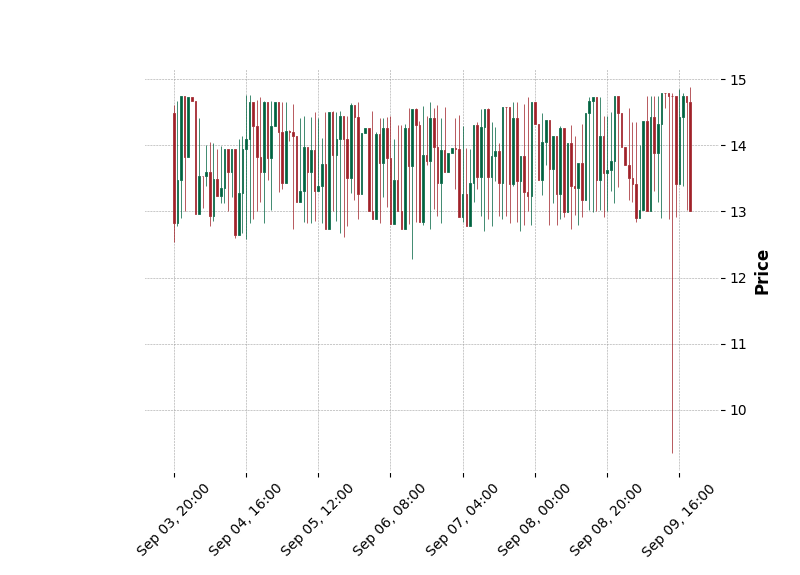 15
14
13
12
11
10
Price
Sep 03, 20:00
Sep 04, 16:00
Sep 05, 12:00
Sep 06, 08:00
Sep 07, 04:00
Sep 08, 00:00
Sep 08, 20:00
Sep 09, 16:00